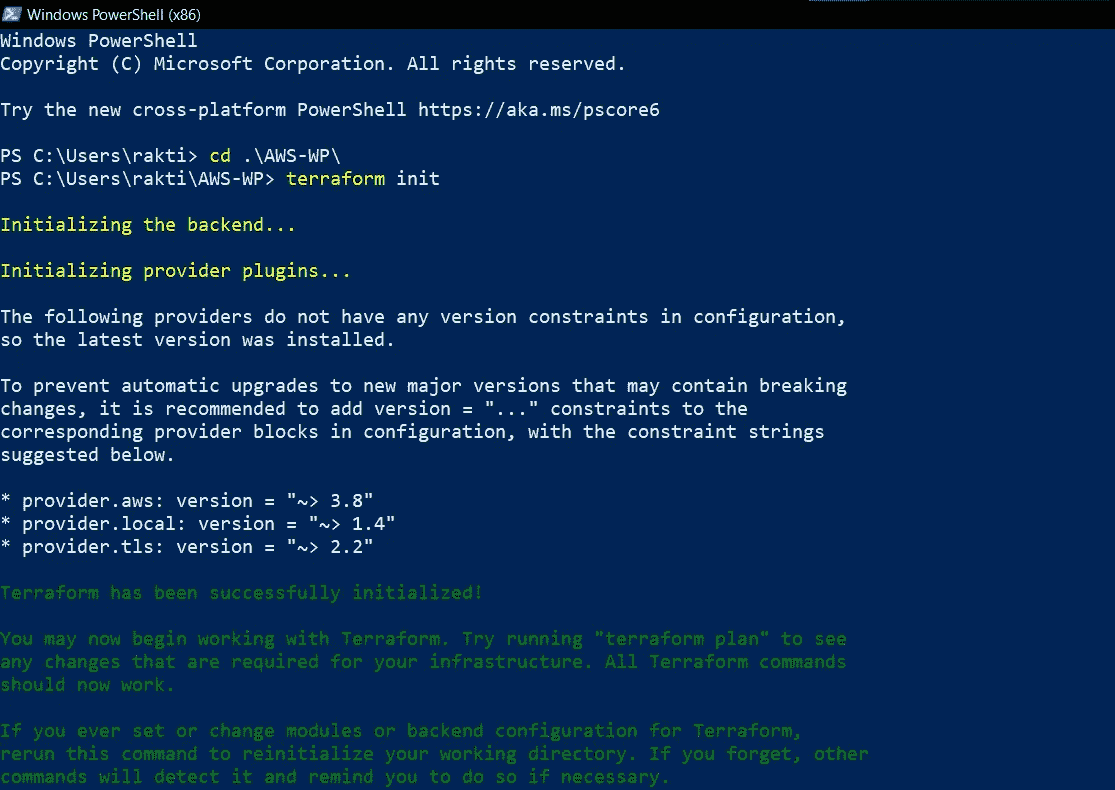 Windows PowerShell (x86)
Windows PowerShell
Copyright (C) Microsoft Corporation. All rights reserved.
Try the new cross-platform PowerShell https://aka.ms/pscore6
PS C:\Users\rakti> cd .\AWS-WP\
PS C:\Users\rakti\AWS-WP> terraform init
Initializing the backend...
Initializing provider plugins...
The following providers do not have any version constraints in configuration,
so the latest version was installed.
To prevent automatic upgrades to new major versions that may contain breaking
changes, it is recommended to add version = "..." constraints to the
corresponding provider blocks in configuration, with the constraint strings
suggested below.
* provider.aws: version = "~> 3.8"
* provider.local: version = "~> 1.4"
* provider.tls: version = "~> 2.2"
Terraform has been successfully initialized!
You may now begin working with Terraform. Try running "terraform plan" to see
any changes that are required for your infrastructure. All Terraform commands
should now work.
If you ever set or change modules or backend configuration for Terraform,
rerun this command to reinitialize your working directory. If you forget, other
commands will detect it and remind you to do so if necessary.